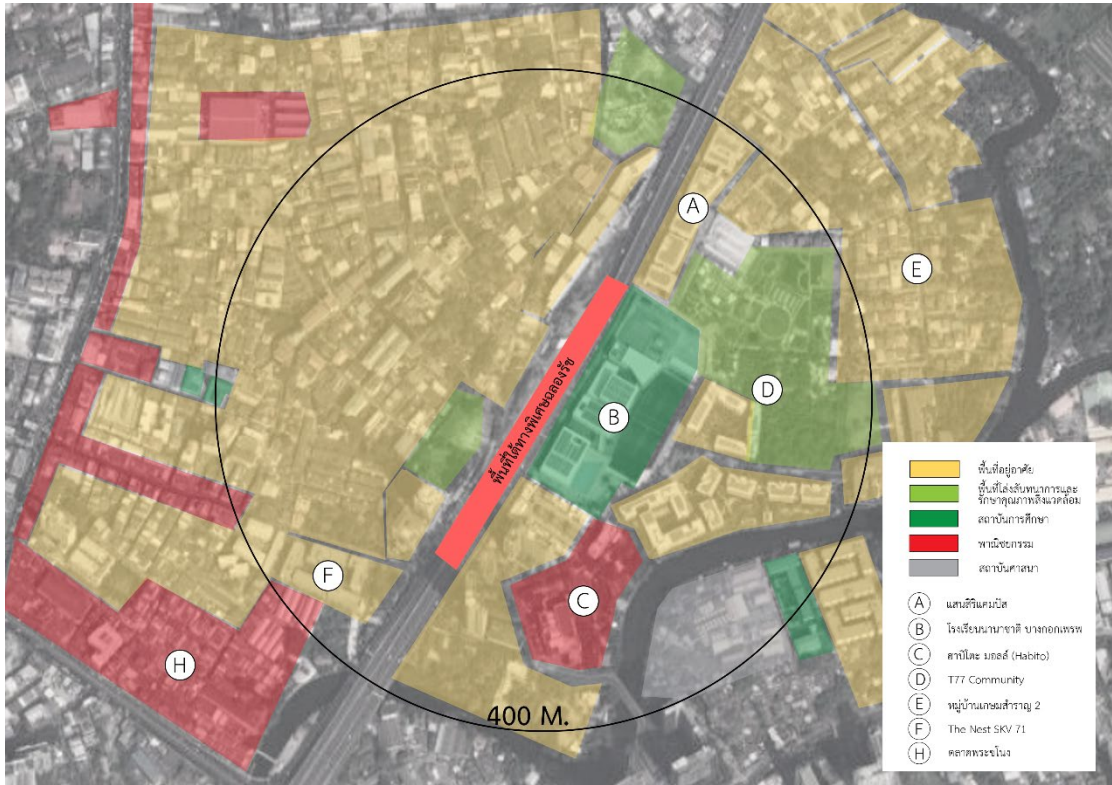 A
E
พื้นที่ใต้ทางพิเศษฉลองรัช
D
B
F
C
H
400 M.
พื้นที่อยู่อาศัย
พื้นที่โล่งสันทนาการและ
รักษาคุณภาพสิ่งแวดล้อม
สถาบันการศึกษา
พาณิชยกรรม
สถาบันศาสนา
A แสนสิริแคมปัส
B โรงเรียนนานาชาติ บางกอกเพรพ
C ฮาบิโตะ มอลล์ (Habito)
D T77 Community
E หมู่บ้านเกษมสำราญ 2
F The Nest SKV 71
H ตลาดพระขโนง